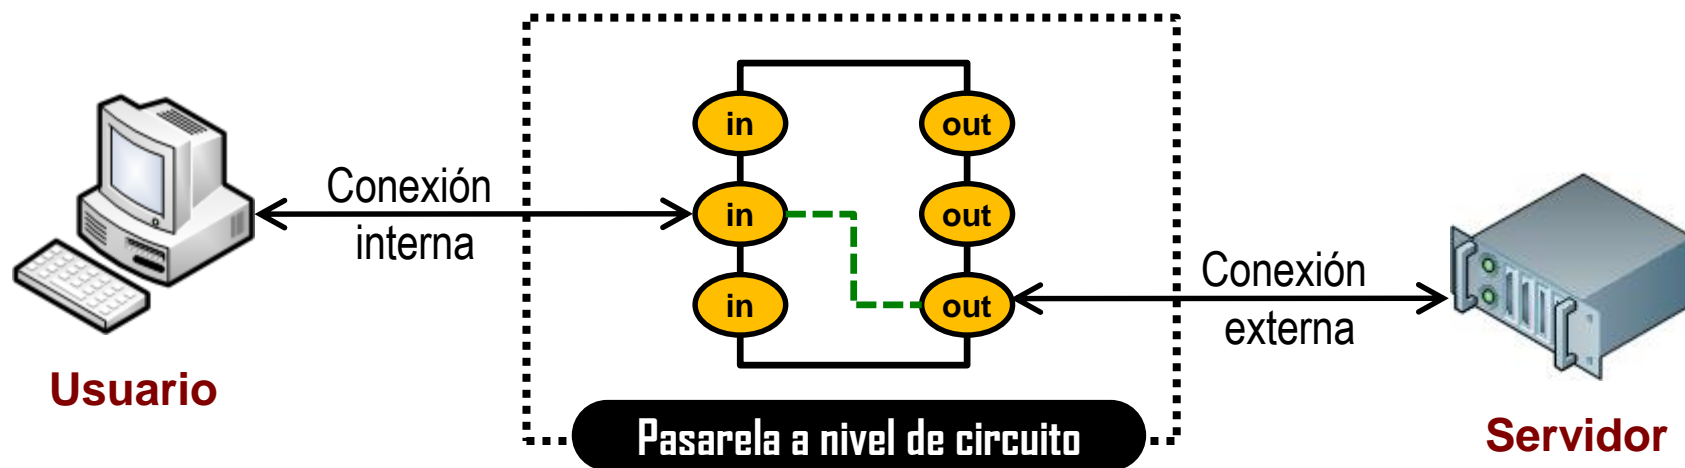 in
out
Conexión
interna
in
out
Conexión
externa
in
out
Usuario
Pasarela a nivel de circuito
Servidor